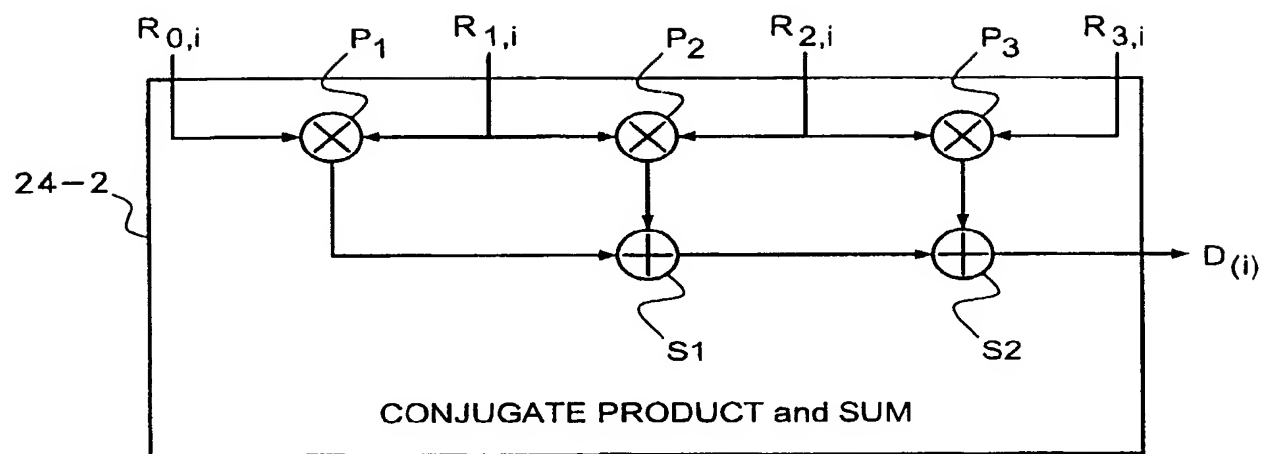 R0,i P1 R1,i P2 R2,i P3 R3,i
24-2
D(i)
S1 S2
CONJUGATE PRODUCT and SUM